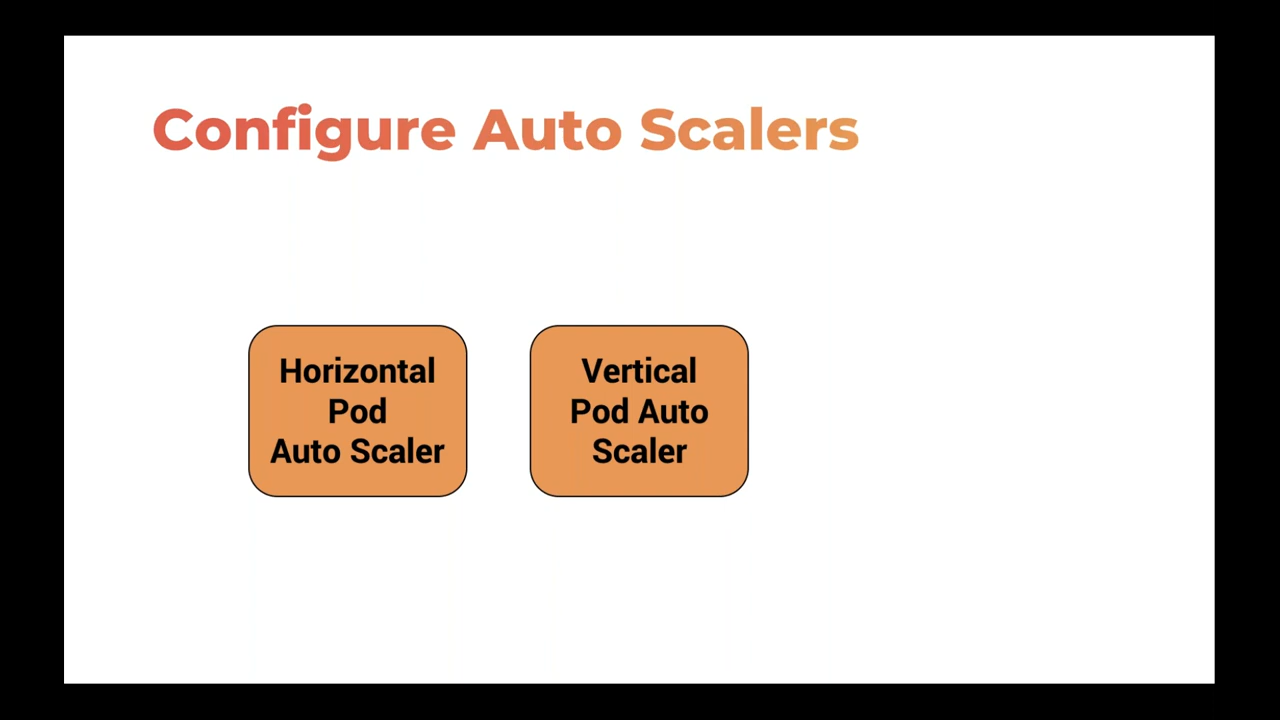 Configure Auto Scalers
Horizontal
Pod
Auto Scaler
Vertical
Pod Auto
Scaler